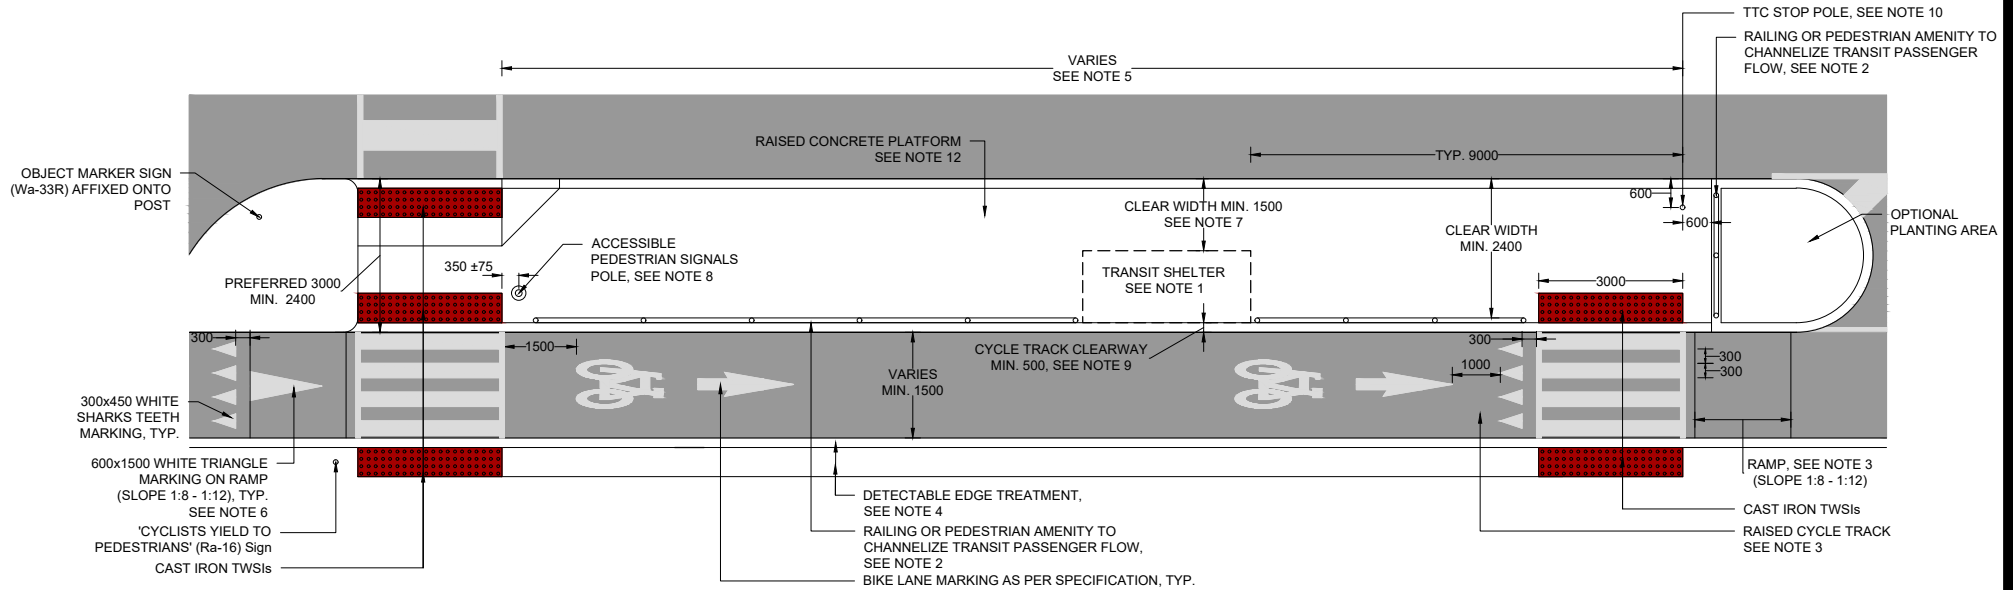 TTC STOP POLE, SEE NOTE 10
RAILING OR PEDESTRIAN AMENITY TO
CHANNELIZE TRANSIT PASSENGER
FLOW, SEE NOTE 2
VARIES
SEE NOTE 5
RAISED CONCRETE PLATFORM
SEE NOTE 12
TYP. 9000
OBJECT MARKER SIGN
(Wa-33R) AFFIXED ONTO
POST
600
600
CLEAR WIDTH MIN. 1500
SEE NOTE 7
CLEAR WIDTH
MIN. 2400
OPTIONAL
PLANTING AREA
ACCESSIBLE
PEDESTRIAN SIGNALS
POLE, SEE NOTE 8
350 ±75
PREFERRED 3000
MIN. 2400
TRANSIT SHELTER
SEE NOTE 1
3000
300
1500
VARIES
MIN. 1500
CYCLE TRACK CLEARWAY
MIN. 500, SEE NOTE 9
300
1000
300
300
300x450 WHITE
SHARKS TEETH
MARKING, TYP.
600x1500 WHITE TRIANGLE
MARKING ON RAMP
(SLOPE 1:8 - 1:12), TYP.
SEE NOTE 6
'CYCLISTS YIELD TO
PEDESTRIANS' (Ra-16) Sign
CAST IRON TWSIs
DETECTABLE EDGE TREATMENT,
SEE NOTE 4
RAILING OR PEDESTRIAN AMENITY TO
CHANNELIZE TRANSIT PASSENGER FLOW,
SEE NOTE 2
BIKE LANE MARKING AS PER SPECIFICATION, TYP.
RAMP, SEE NOTE 3
(SLOPE 1:8 - 1:12)
CAST IRON TWSIs
RAISED CYCLE TRACK
SEE NOTE 3